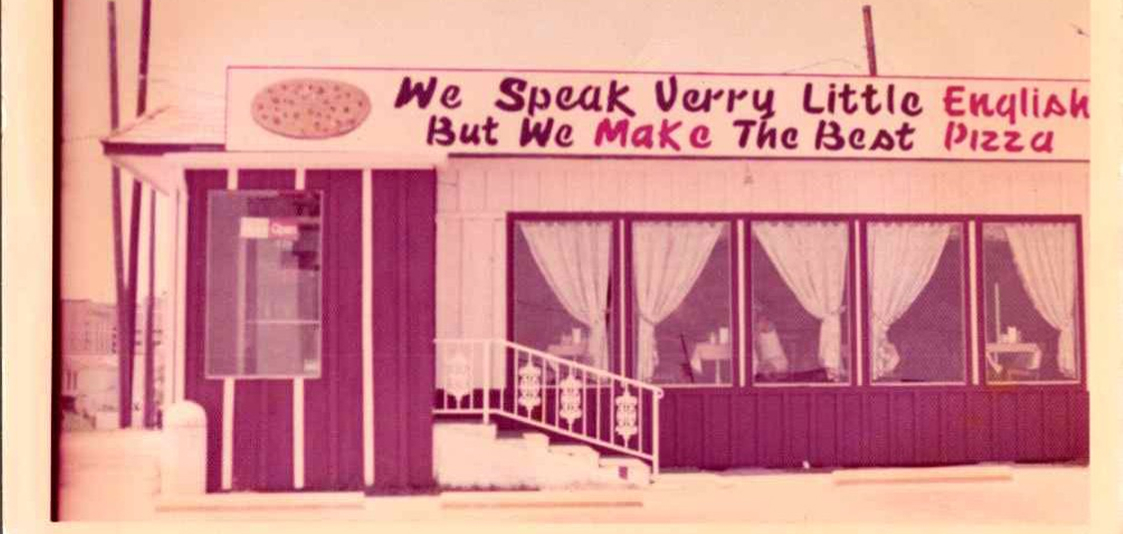 We Speak Verry Little English
But We Make The Best Pizza
Open